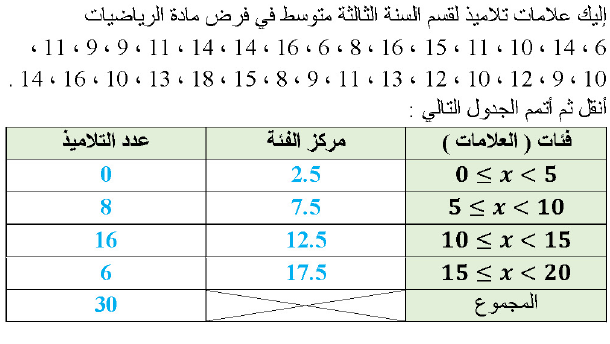 إليك علامات تلاميذ لقسم السنة الثالثة متوسط في فرض مادة الرياضيات
6 ، 14 ، 10 ، 11 ، 15 ، 16 ، 8 ، 6 ، 16 ، 14 ، 14 ، 11 ، 9 ، 9 ، 11 ،
10 ، 9 ، 12 ، 10 ، 12 ، 13 ، 11 ، 9 ، 8 ، 15 ، 18 ، 13 ، 10 ، 16 ، 14 .
أنقل ثم أتمم الجدول التالي :
فئات ( العلامات ) مركز الفئة عدد التلاميذ
0 ≤ x < 5 2.5 0
5 ≤ x < 10 7.5 8
10 ≤ x < 15 12.5 16
15 ≤ x < 20 17.5 6
المجموع 30